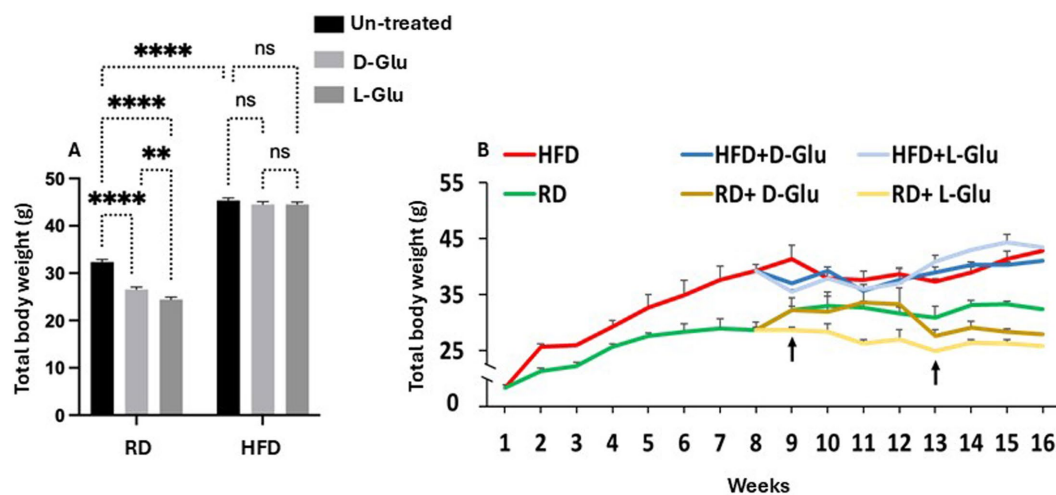 Un-treated
D-Glu
L-Glu
****
ns
****
ns
**
ns
****
A
Total body weight (g)
50
40
30
20
10
0
RD
HFD
B
HFD
HFD+D-Glu
HFD+L-Glu
RD
RD+ D-Glu
RD+ L-Glu
Total body weight (g)
55
45
35
25
0
1 2 3 4 5 6 7 8 9 10 11 12 13 14 15 16
Weeks